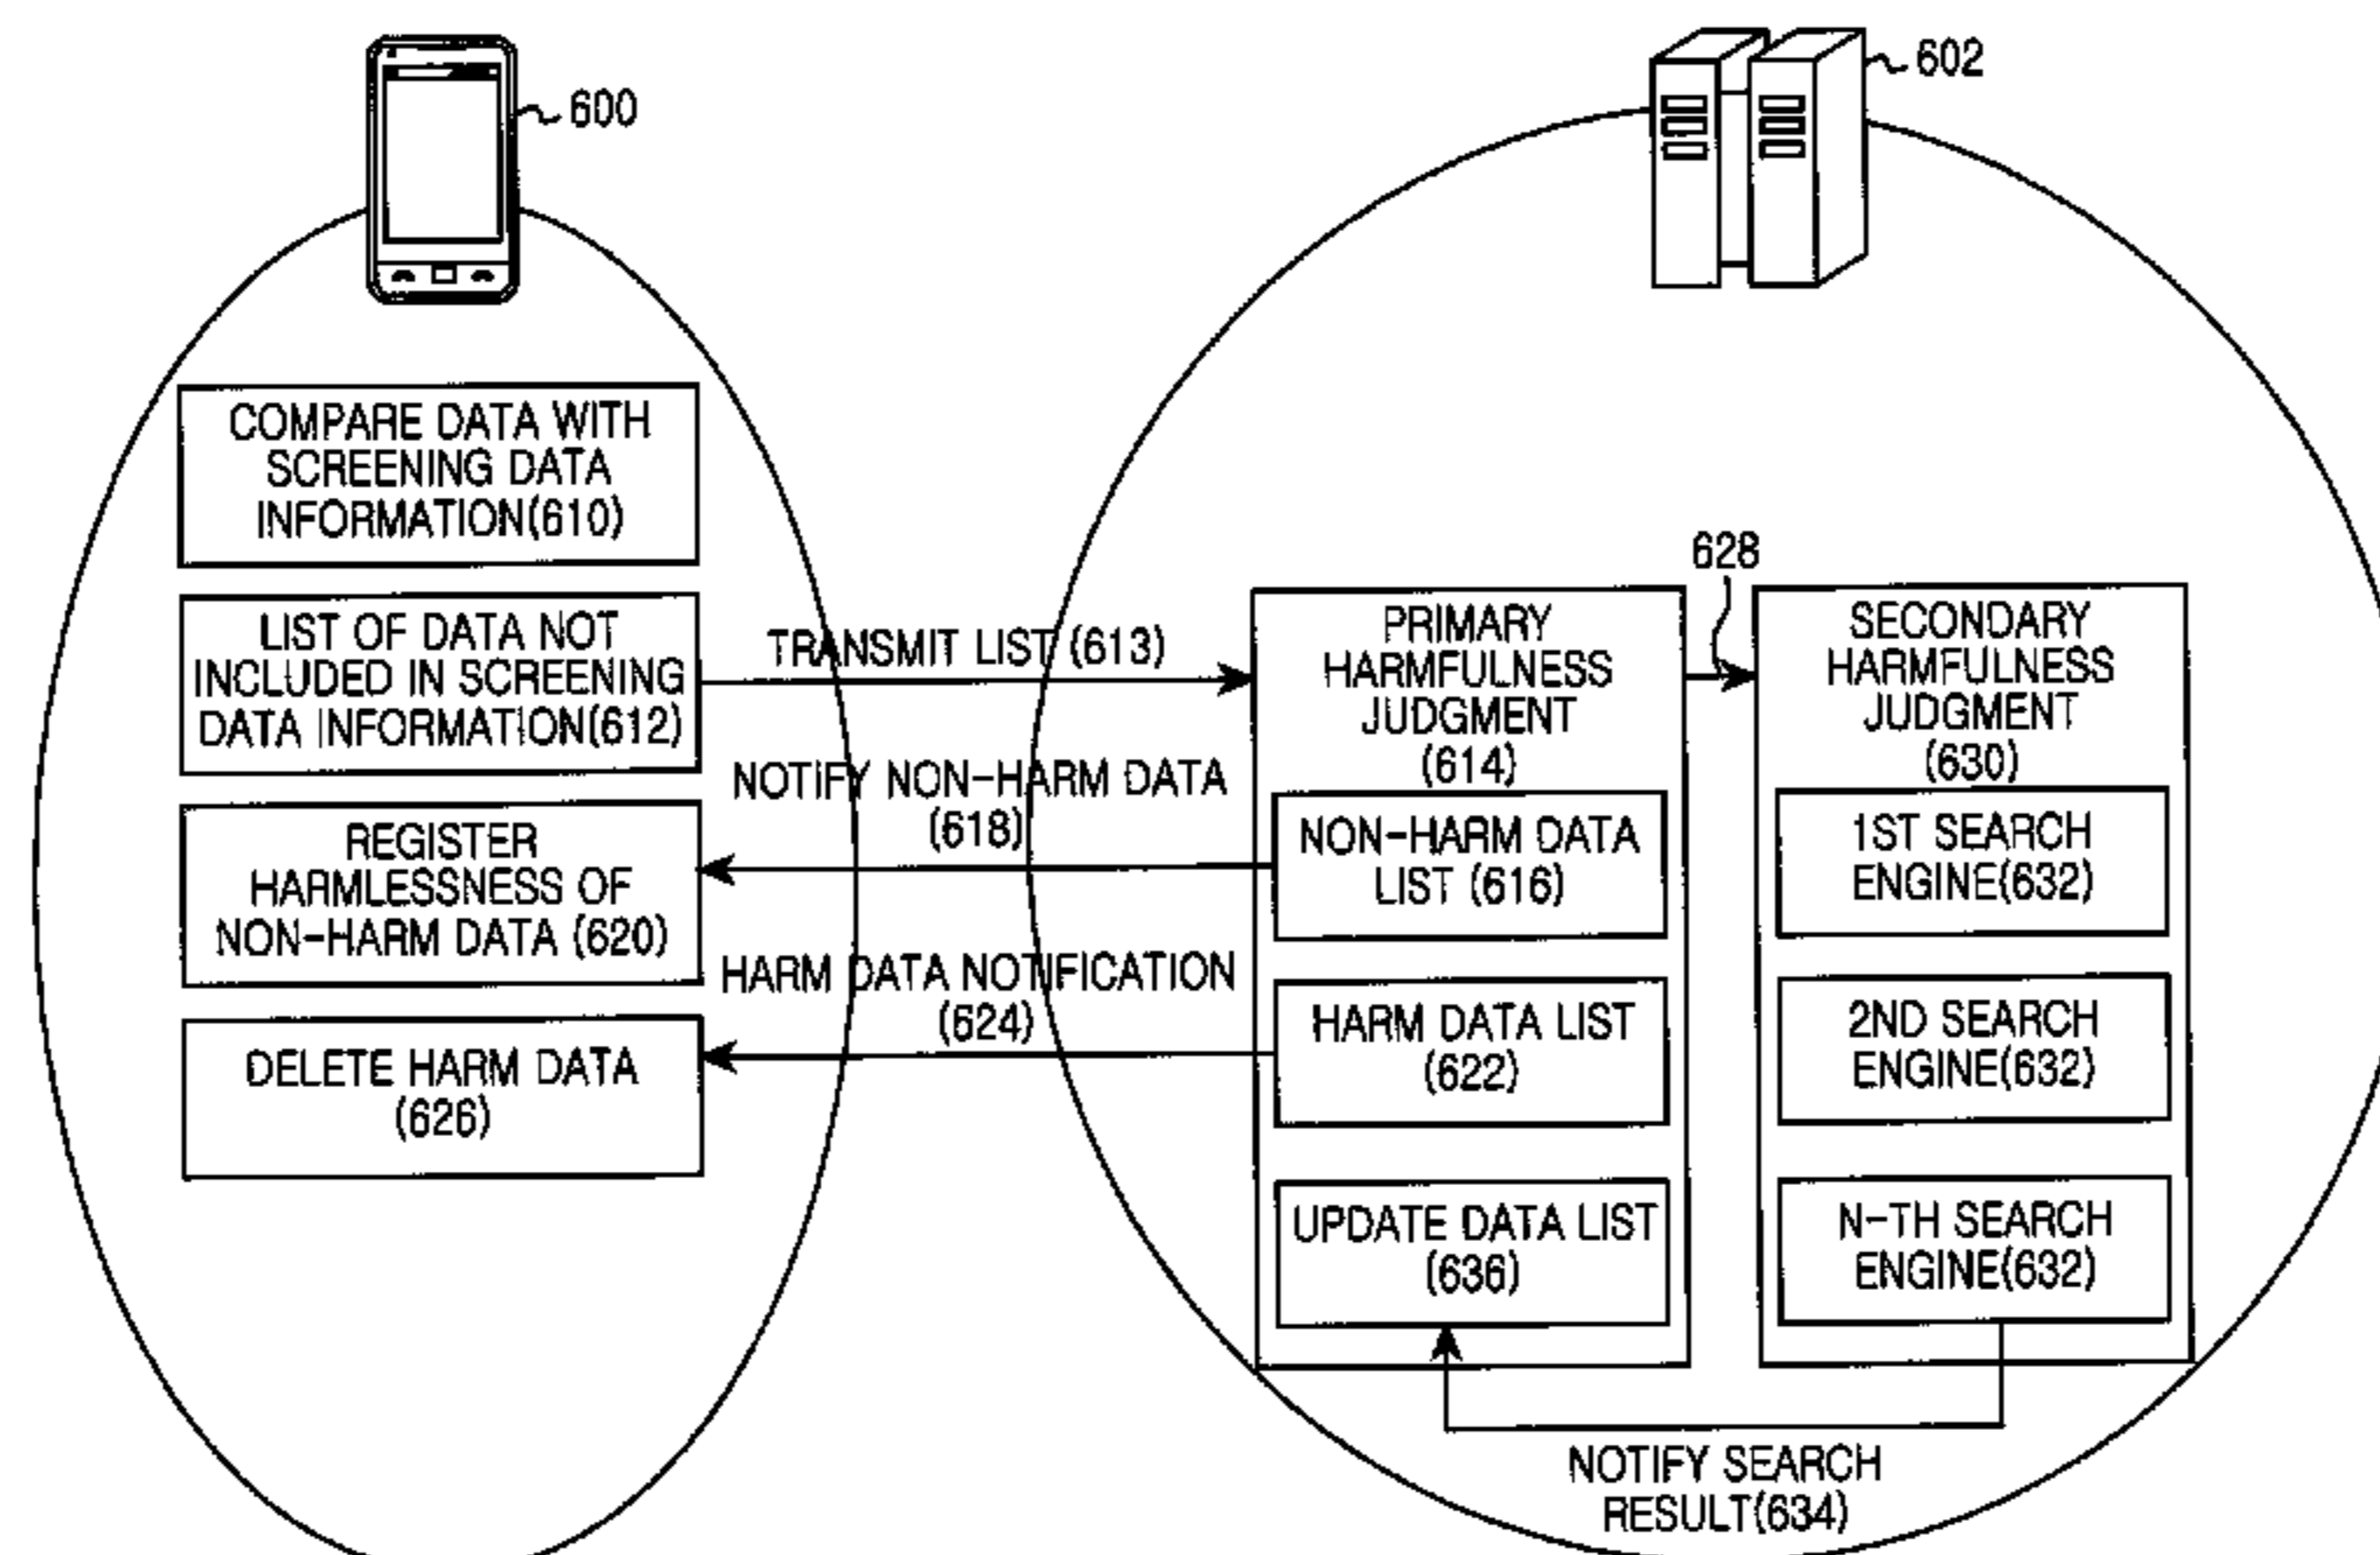 600
602
COMPARE DATA WITH
SCREENING DATA
INFORMATION(610)
LIST OF DATA NOT
INCLUDED IN SCREENING
DATA INFORMATION(612)
REGISTER
HARMLESSNESS OF
NON-HARM DATA (620)
DELETE HARM DATA
(626)
TRANSMIT LIST (613)
NOTIFY NON-HARM DATA
(618)
HARM DATA NOTIFICATION
(624)
PRIMARY
HARMFULNESS
JUDGMENT
(614)
NON-HARM DATA
LIST (616)
HARM DATA LIST
(622)
UPDATE DATA LIST
(636)
628
SECONDARY
HARMFULNESS
JUDGMENT
(630)
1ST SEARCH
ENGINE(632)
2ND SEARCH
ENGINE(632)
N-TH SEARCH
ENGINE(632)
NOTIFY SEARCH
RESULT(634)